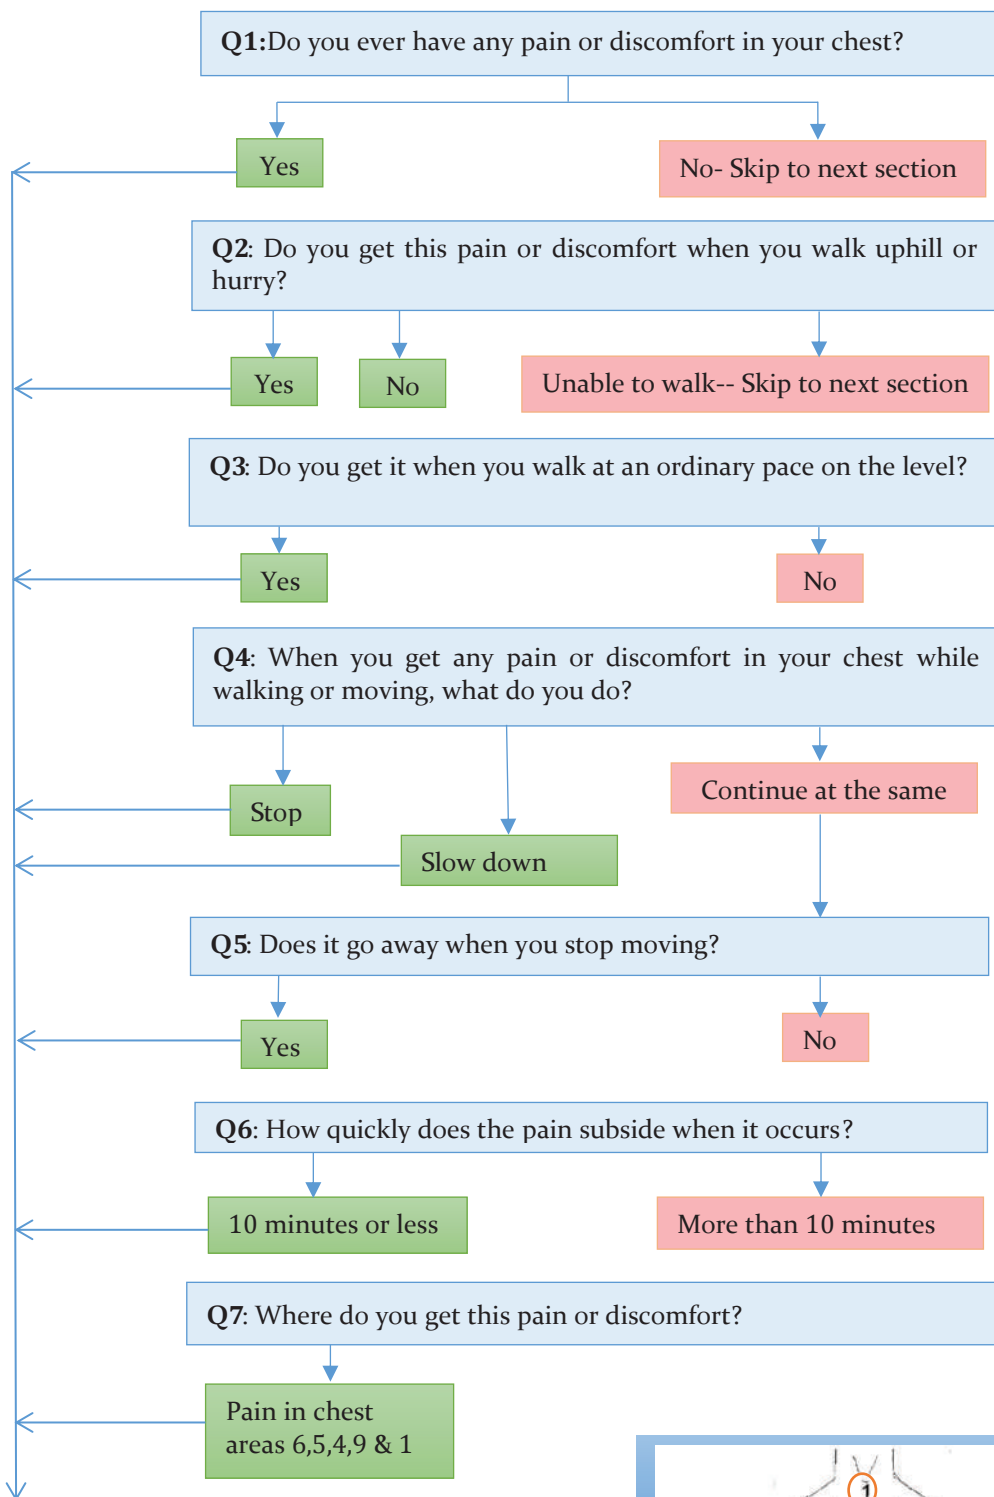 Q1:Do you ever have any pain or discomfort in your chest?
Yes
No- Skip to next section
Q2: Do you get this pain or discomfort when you walk uphill or
hurry?
Yes
No
Unable to walk-- Skip to next section
Q3: Do you get it when you walk at an ordinary pace on the level?
Yes
No
Q4: When you get any pain or discomfort in your chest while
walking or moving, what do you do?
Stop
Continue at the same
Slow down
Q5: Does it go away when you stop moving?
Yes
No
Q6: How quickly does the pain subside when it occurs?
10 minutes or less
More than 10 minutes
Q7: Where do you get this pain or discomfort?
Pain in chest
areas 6,5,4,9 & 1
1